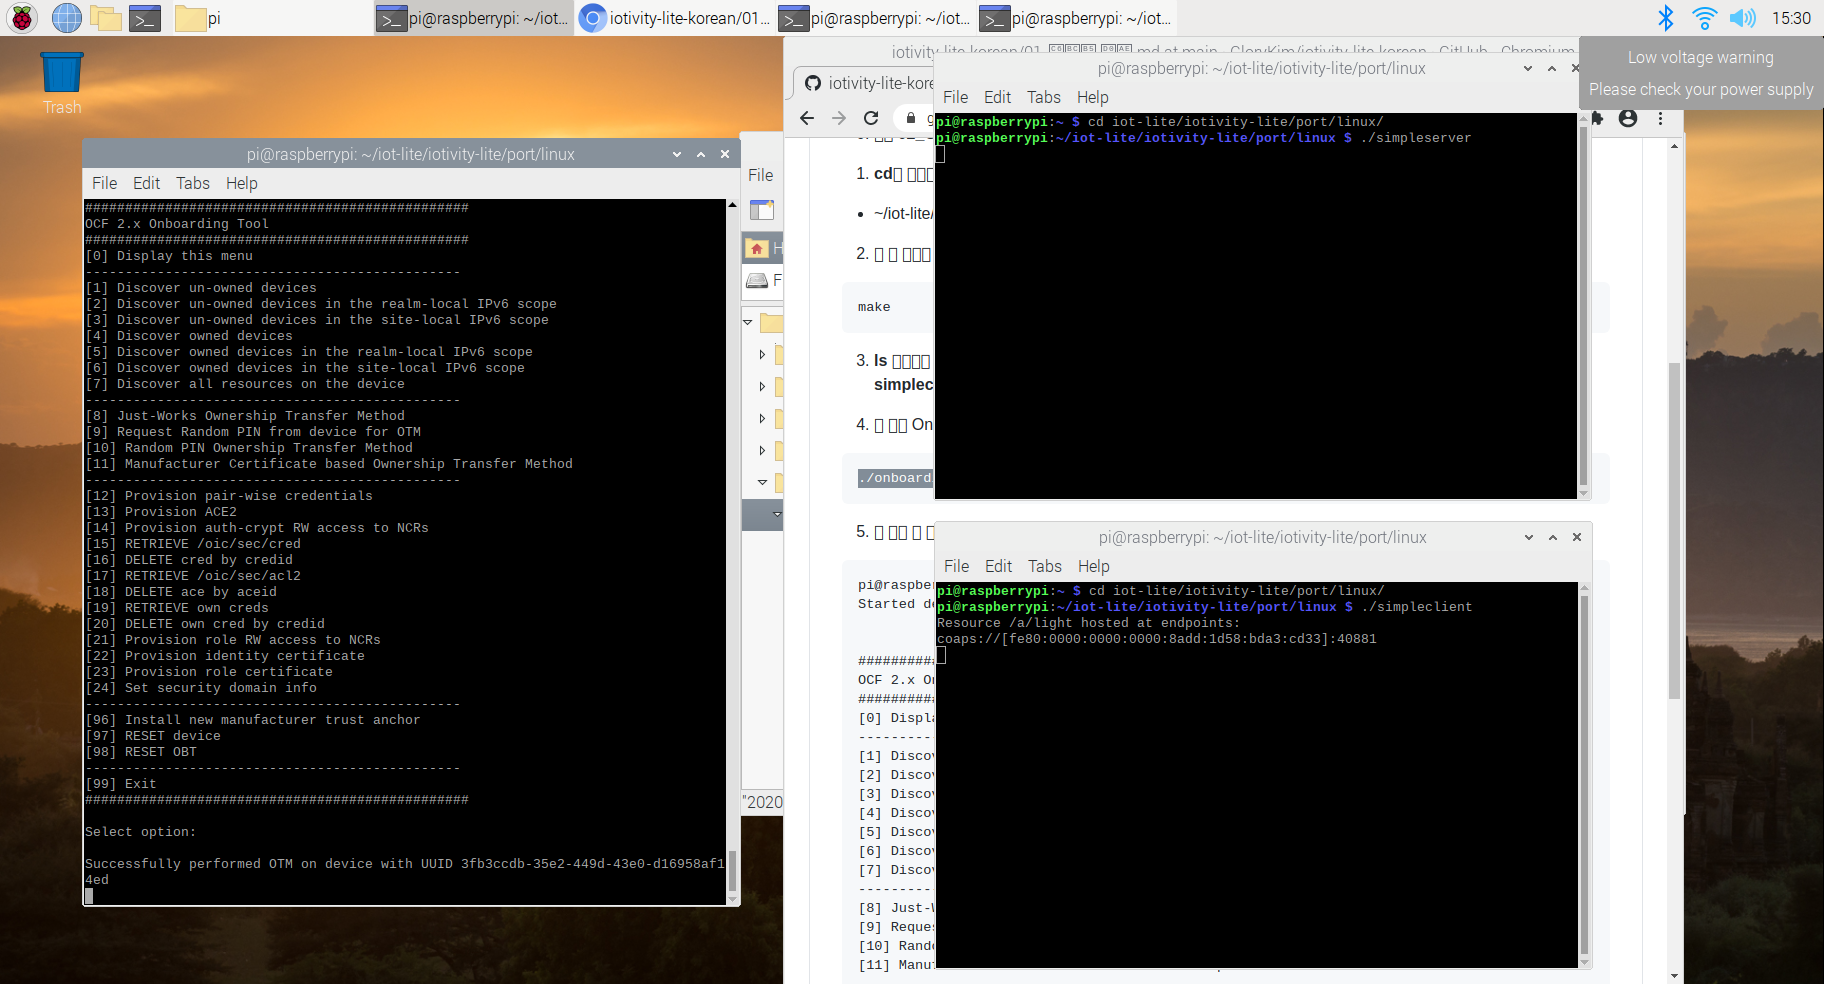 pi
pi@raspberrypi: ~/iot...
iotivity-lite-korean/01...
pi@raspberrypi: ~/iot...
pi@raspberrypi: ~/iot...
15:30
Low voltage warning
Please check your power supply
Trash
pi@raspberrypi: ~/iot-lite/iotivity-lite/port/linux
File Edit Tabs Help
################################################
OCF 2.x Onboarding Tool
################################################
[0] Display this menu
-----------------------------------------------
[1] Discover un-owned devices
[2] Discover un-owned devices in the realm-local IPv6 scope
[3] Discover un-owned devices in the site-local IPv6 scope
[4] Discover owned devices
[5] Discover owned devices in the realm-local IPv6 scope
[6] Discover owned devices in the site-local IPv6 scope
[7] Discover all resources on the device
-----------------------------------------------
[8] Just-Works Ownership Transfer Method
[9] Request Random PIN from device for OTM
[10] Random PIN Ownership Transfer Method
[11] Manufacturer Certificate based Ownership Transfer Method
-----------------------------------------------
[12] Provision pair-wise credentials
[13] Provision ACE2
[14] Provision auth-crypt RW access to NCRs
[15] RETRIEVE /oic/sec/cred
[16] DELETE cred by credid
[17] RETRIEVE /oic/sec/acl2
[18] DELETE ace by aceid
[19] RETRIEVE own creds
[20] DELETE own cred by credid
[21] Provision role RW access to NCRs
[22] Provision identity certificate
[23] Provision role certificate
[24] Set security domain info
-----------------------------------------------
[96] Install new manufacturer trust anchor
[97] RESET device
[98] RESET OBT
-----------------------------------------------
[99] Exit
################################################
Select option:
Successfully performed OTM on device with UUID 3fb3ccdb-35e2-449d-43e0-d16958af1
4ed
File
H
F
"2020
iotivity-lite-kore
1. cd
• ~/iot-lite/
2.
make
3. ls
simplec
4. On
./onboard
5.
pi@raspber
Started de
##########
OCF 2.x On
##########
[0] Displa
---------
[1] Discov
[2] Discov
[3] Discov
[4] Discov
[5] Discov
[6] Discov
[7] Discov
---------
[8] Just-W
[9] Reques
[10] Rando
[11] Manuf
pi@raspberrypi: ~/iot-lite/iotivity-lite/port/linux
File Edit Tabs Help
pi@raspberrypi:~ $ cd iot-lite/iotivity-lite/port/linux/
pi@raspberrypi:~/iot-lite/iotivity-lite/port/linux $ ./simpleserver
pi@raspberrypi: ~/iot-lite/iotivity-lite/port/linux
File Edit Tabs Help
pi@raspberrypi:~ $ cd iot-lite/iotivity-lite/port/linux/
pi@raspberrypi:~/iot-lite/iotivity-lite/port/linux $ ./simpleclient
Resource /a/light hosted at endpoints:
coaps://[fe80:0000:0000:0000:8add:1d58:bda3:cd33]:40881